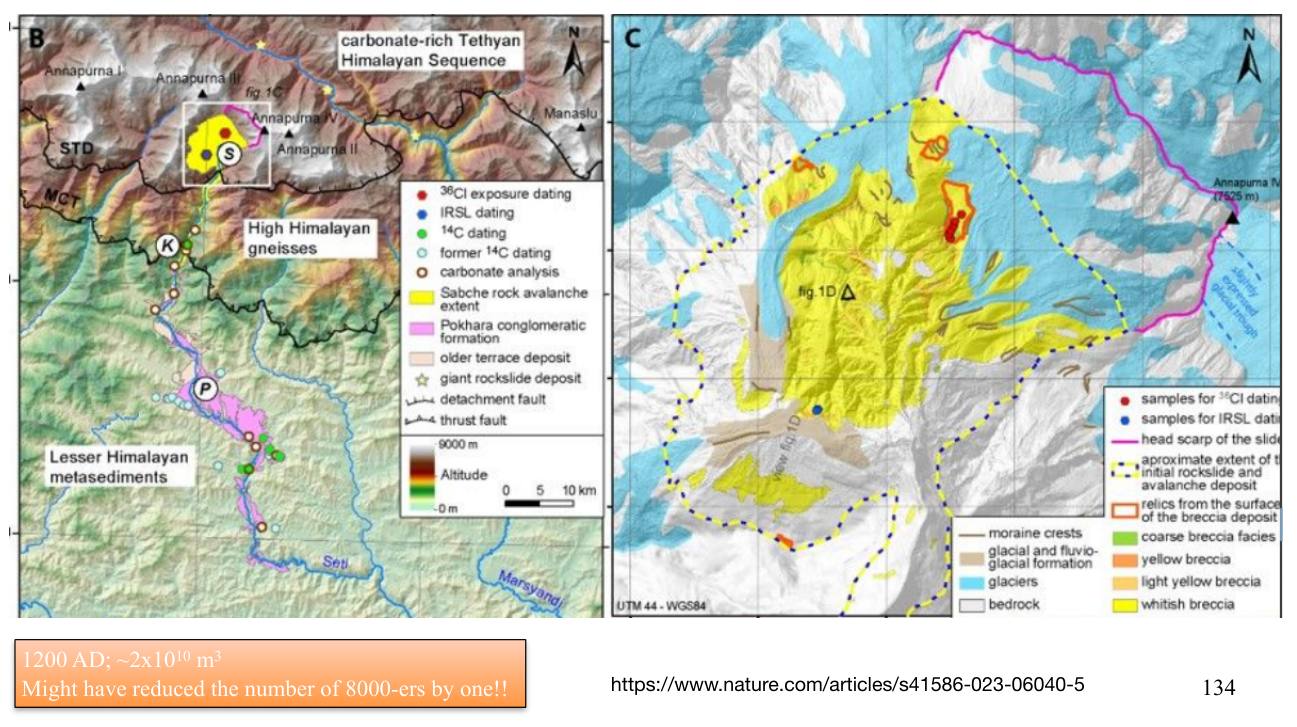 B
carbonate-rich Tethyan
Himalayan Sequence
N
Annapurna I
Annapurna III
fig.1C
Annapurna IV
Annapurna II
Manaslu
STD
S
MCT
High Himalayan
gneisses
K
P
Lesser Himalayan
metasediments
Seti
Marsyandi
³⁶Cl exposure dating
IRSL dating
¹⁴C dating
former ¹⁴C dating
carbonate analysis
Sabche rock avalanche
extent
Pokhara conglomeratic
formation
older terrace deposit
giant rockslide deposit
detachment fault
thrust fault
9000 m
Altitude
0 m
0 5 10 km
C
N
Annapurna IV
(7525 m)
slightly
expressed
glacial trough
fig.1D
view fig.1D
samples for ³⁶Cl dating
samples for IRSL dati
head scarp of the slide
aproximate extent of t
initial rockslide and
avalanche deposit
relics from the surface
of the breccia deposit
coarse breccia facies
yellow breccia
light yellow breccia
whitish breccia
moraine crests
glacial and fluvio-
glacial formation
glaciers
bedrock
UTM 44 - WGS84
1200 AD; ~2x10¹⁰ m³
Might have reduced the number of 8000-ers by one!!
https://www.nature.com/articles/s41586-023-06040-5
134